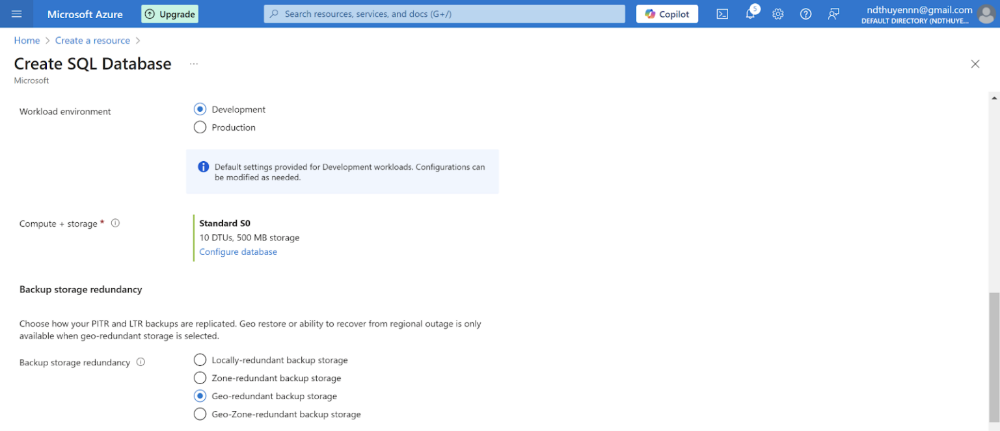 Microsoft Azure
Upgrade
Search resources, services, and docs (G+/)
Copilot
5
ndthuyennn@gmail.com
DEFAULT DIRECTORY (NDTHUYE...
Home > Create a resource >
Create SQL Database ...
Microsoft
Workload environment
Development
Production
Default settings provided for Development workloads. Configurations can
be modified as needed.
Compute + storage *
Standard S0
10 DTUs, 500 MB storage
Configure database
Backup storage redundancy
Choose how your PITR and LTR backups are replicated. Geo restore or ability to recover from regional outage is only
available when geo-redundant storage is selected.
Backup storage redundancy
Locally-redundant backup storage
Zone-redundant backup storage
Geo-redundant backup storage
Geo-Zone-redundant backup storage